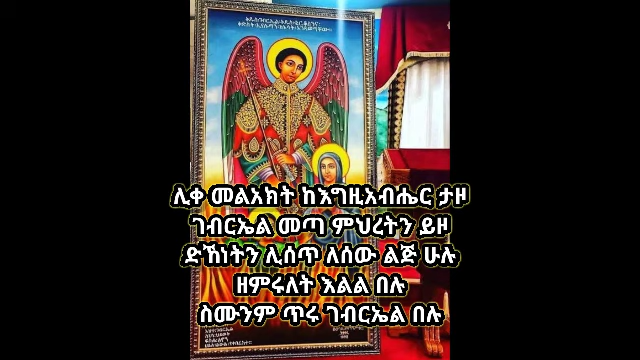 ሊቀ መልአክት ከእግዚአብሔር ታዞ
ገብርኤል መጣ ምህረትን ይዞ
ድኸነትን ሊሰጥ ለሰው ልጅ ሁሉ
ዘምሩለት እልል በሉ
ስሙንም ጥሩ ገብርኤል በሉ